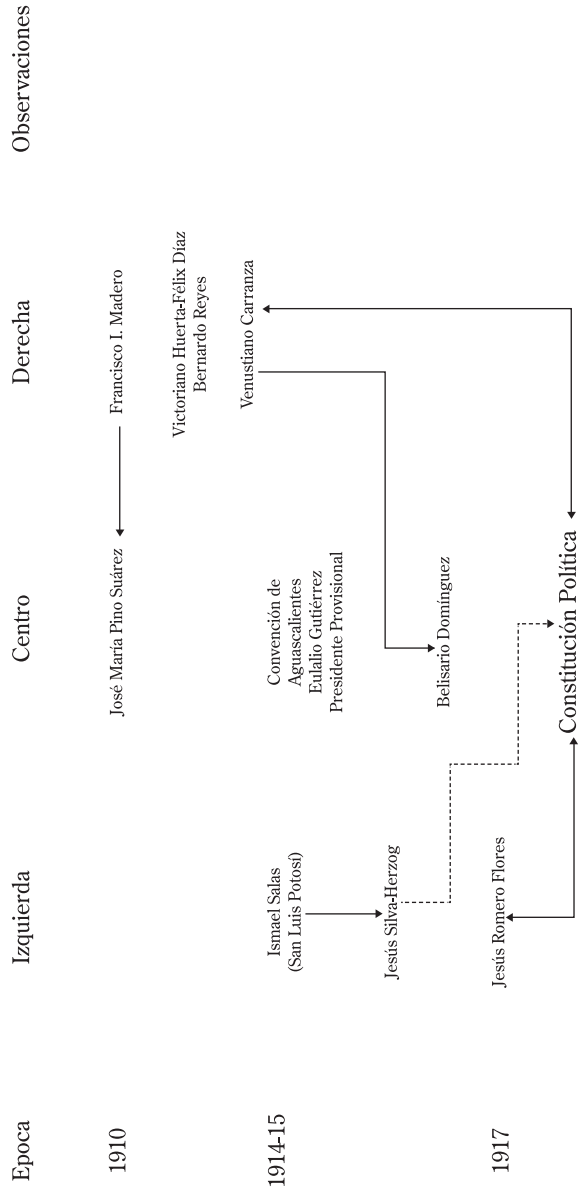 Epoca
Izquierda
Centro
Derecha
Observaciones
1910
José María Pino Suárez
Francisco I. Madero
Victoriano Huerta-Félix Díaz
Bernardo Reyes
1914-15
Ismael Salas
(San Luis Potosí)
Convención de
Aguascalientes
Eulalio Gutiérrez
Presidente Provisional
Venustiano Carranza
Jesús Silva-Herzog
Belisario Domínguez
1917
Jesús Romero Flores
Constitución Política